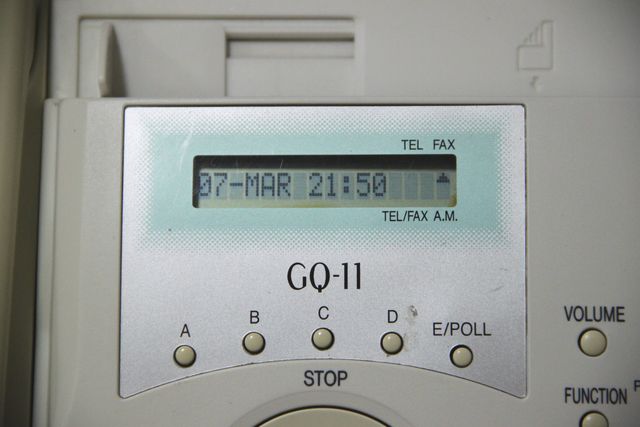 TEL FAX
07-MAR 21:50
TEL/FAX A.M.
GQ-11
A B C D E/POLL
VOLUME
STOP
FUNCTION